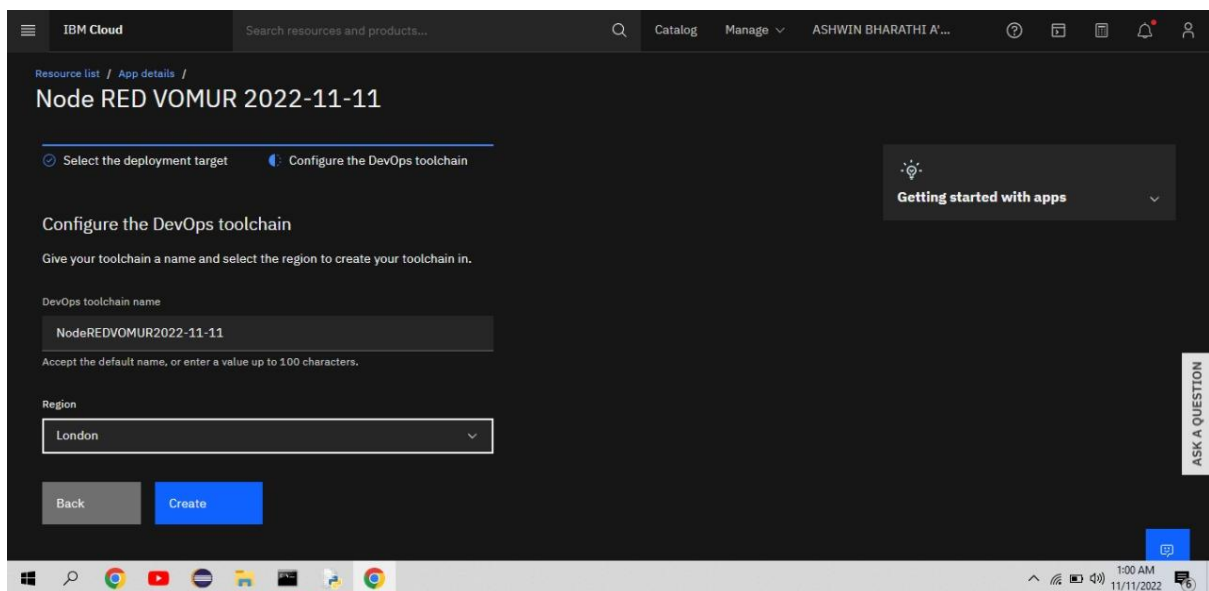 IBM Cloud
Search resources and products...
Catalog
Manage
ASHWIN BHARATHI A'...
Resource list / App details /
Node RED VOMUR 2022-11-11
Select the deployment target
Configure the DevOps toolchain
Getting started with apps
Configure the DevOps toolchain
Give your toolchain a name and select the region to create your toolchain in.
DevOps toolchain name
NodeREDVOMUR2022-11-11
Accept the default name, or enter a value up to 100 characters.
Region
London
Back
Create
ASK A QUESTION
1:00 AM
11/11/2022
6